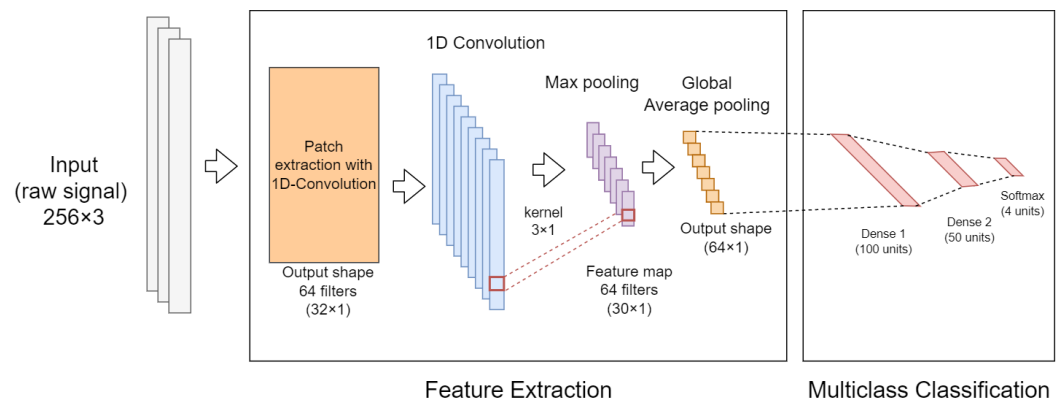 Input
(raw signal)
256×3
Patch
extraction with
1D-Convolution
Output shape
64 filters
(32×1)
1D Convolution
kernel
3×1
Max pooling
Feature map
64 filters
(30×1)
Global
Average pooling
Output shape
(64×1)
Feature Extraction
Dense 1
(100 units)
Dense 2
(50 units)
Softmax
(4 units)
Multiclass Classification